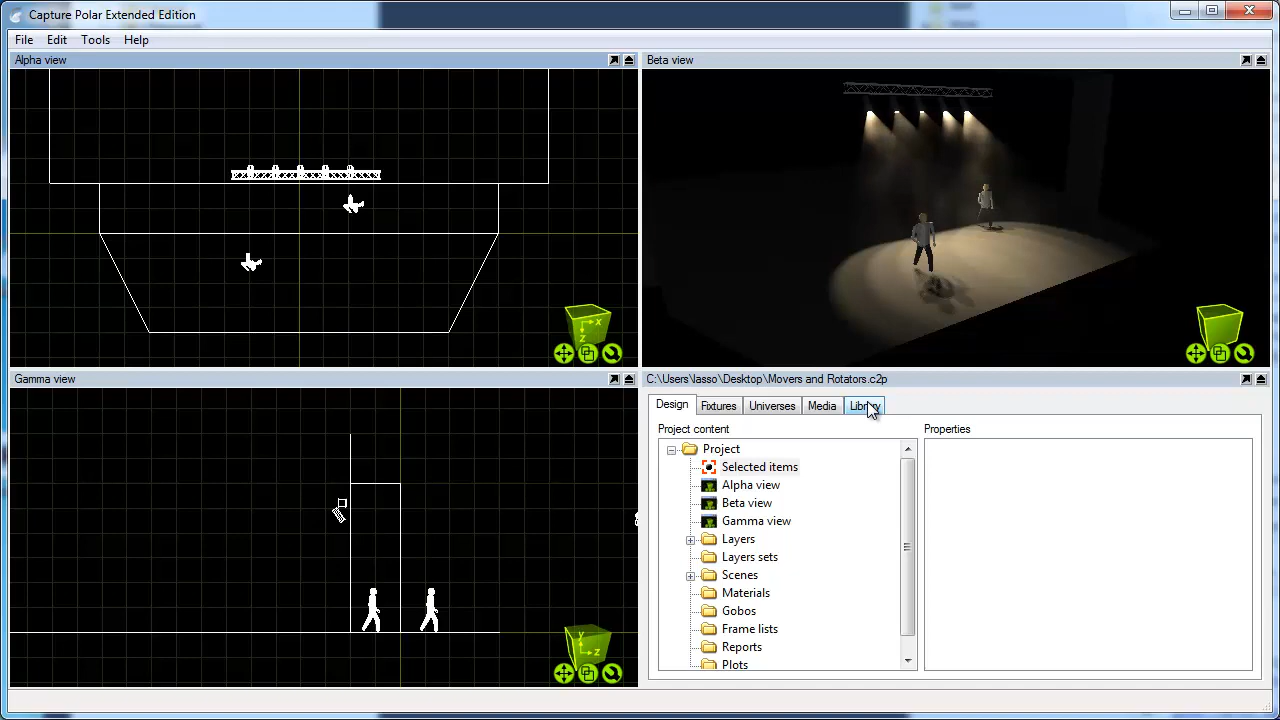 Capture Polar Extended Edition
File Edit Tools Help
Alpha view
Beta view
x
z
Gamma view
y
z
C:\Users\lasso\Desktop\Movers and Rotators.c2p
Design Fixtures Universes Media Library
Project content
Properties
Project
Selected items
Alpha view
Beta view
Gamma view
Layers
Layers sets
Scenes
Materials
Gobos
Frame lists
Reports
Plots